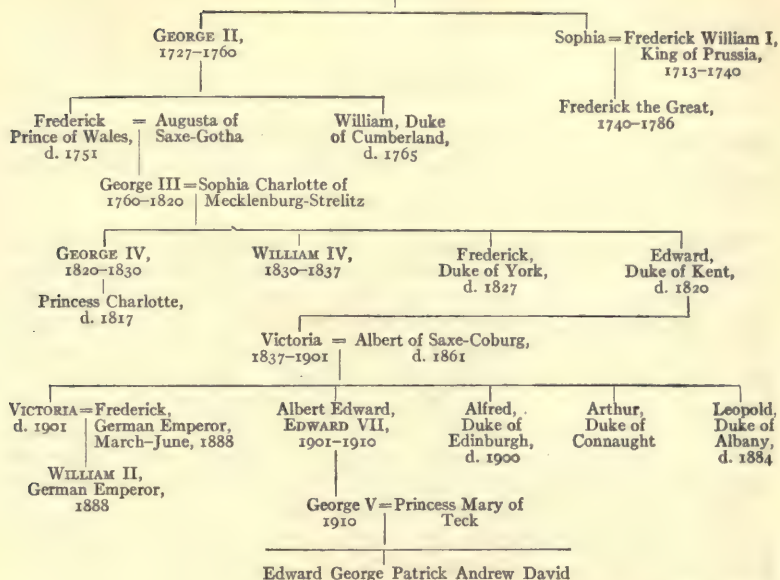 GEORGE II,
1727–1760
Sophia = Frederick William I,
King of Prussia,
1713–1740
Frederick the Great,
1740–1786
Frederick = Augusta of
Prince of Wales, Saxe-Gotha
d. 1751
William, Duke
of Cumberland,
d. 1765
George III = Sophia Charlotte of
1760–1820 Mecklenburg-Strelitz
GEORGE IV,
1820–1830
Princess Charlotte,
d. 1817
WILLIAM IV,
1830–1837
Frederick,
Duke of York,
d. 1827
Edward,
Duke of Kent,
d. 1820
Victoria = Albert of Saxe-Coburg,
1837–1901 d. 1861
VICTORIA = Frederick,
d. 1901 German Emperor,
March–June, 1888
WILLIAM II,
German Emperor,
1888
Albert Edward,
EDWARD VII,
1901–1910
Alfred,
Duke of
Edinburgh,
d. 1900
Arthur,
Duke of
Connaught
Leopold,
Duke of
Albany,
d. 1884
George V = Princess Mary of
1910 Teck
Edward George Patrick Andrew David